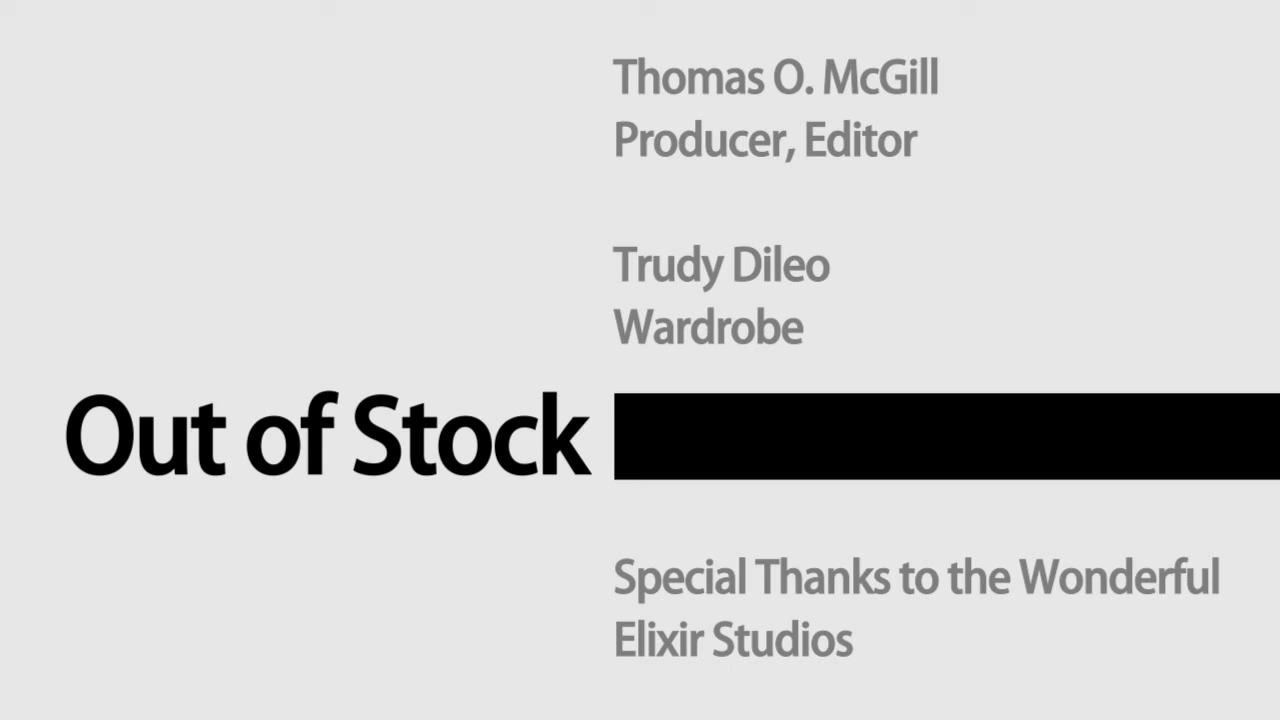 Thomas O. McGill
Producer, Editor
Trudy Dileo
Wardrobe
Out of Stock
Special Thanks to the Wonderful
Elixir Studios